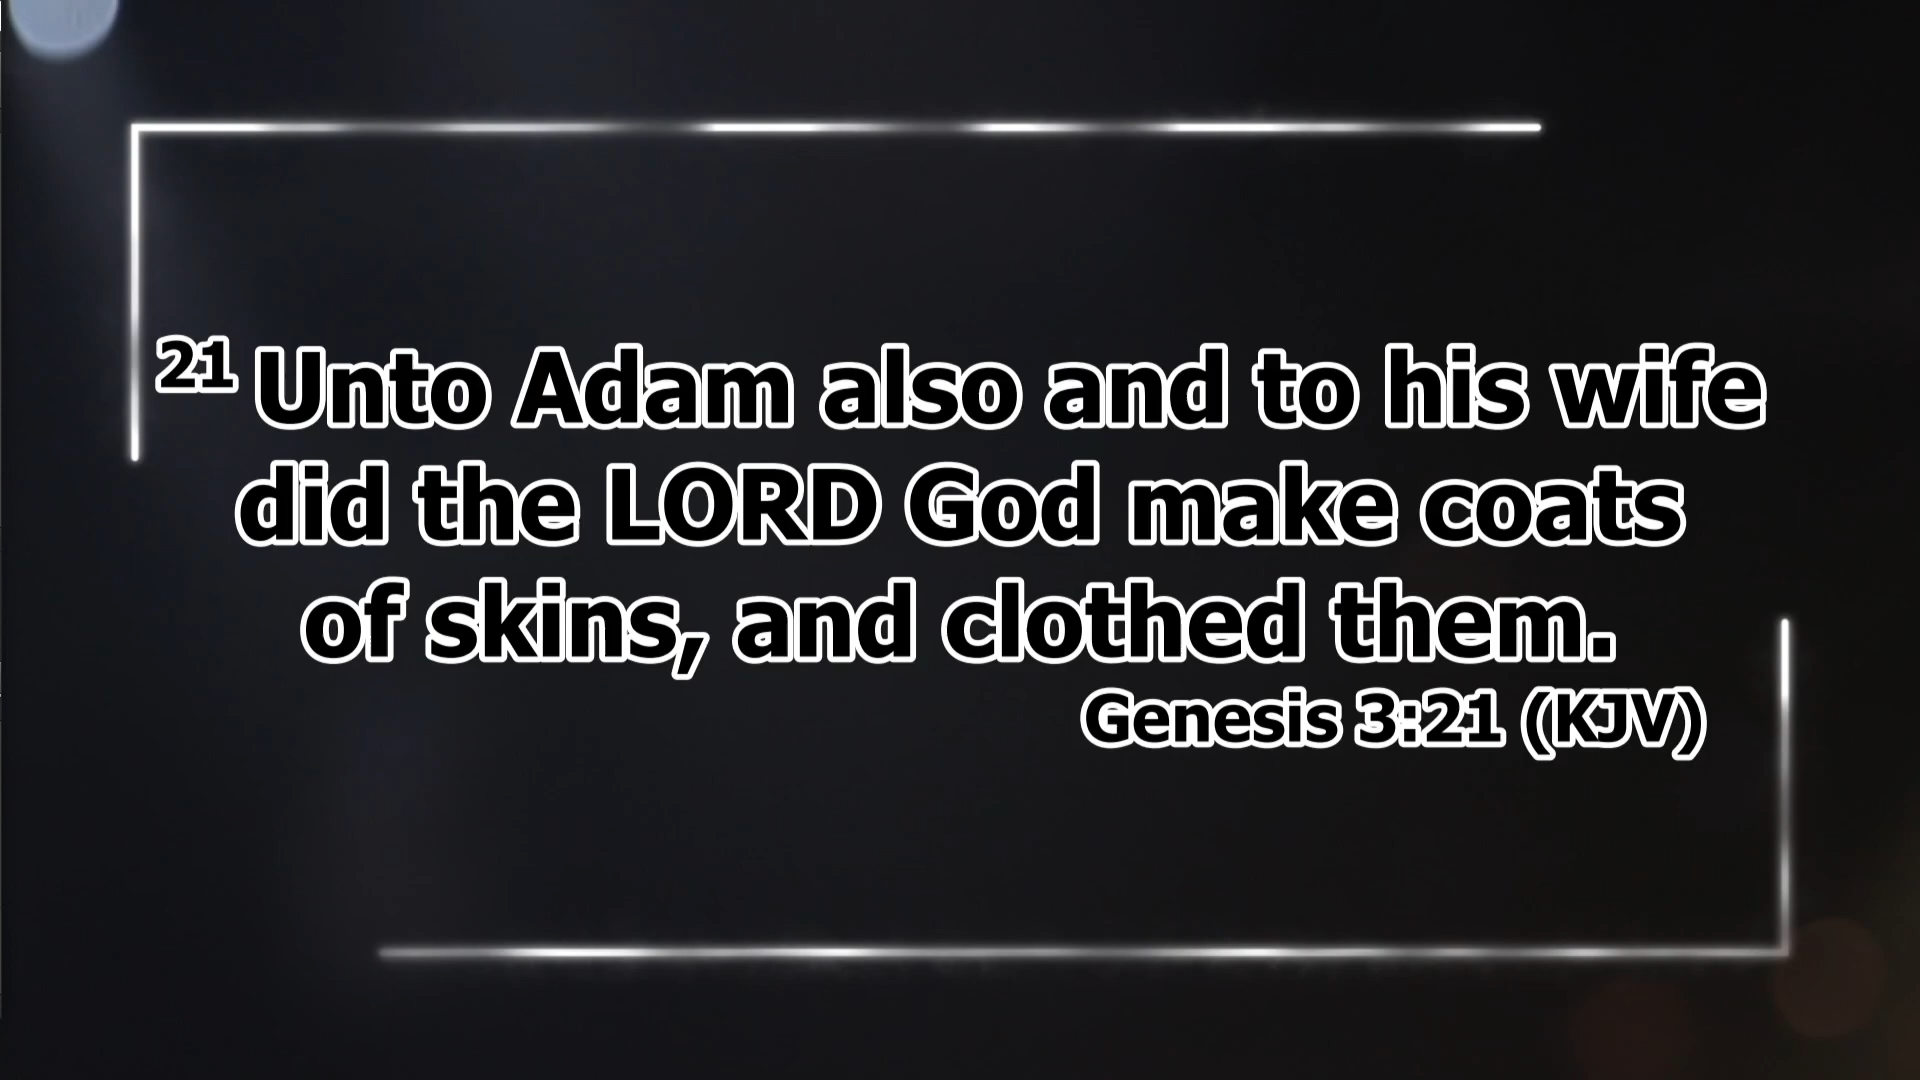 21 Unto Adam also and to his wife
did the LORD God make coats
of skins, and clothed them.
Genesis 3:21 (KJV)